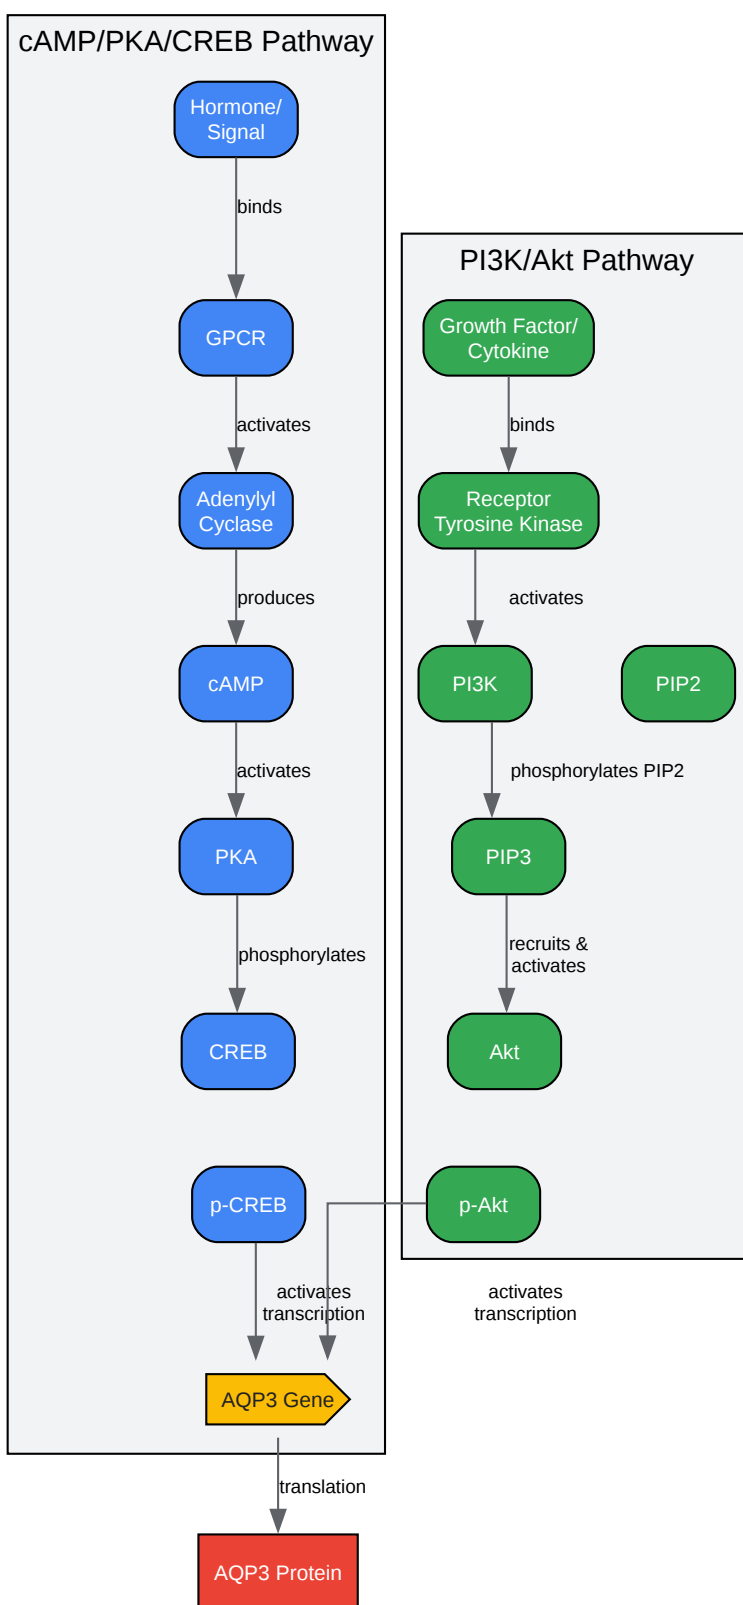 cAMP/PKA/CREB Pathway
Hormone/
Signal
binds
GPCR
activates
Adenylyl
Cyclase
produces
cAMP
activates
PKA
phosphorylates
CREB
p-CREB
activates
transcription
AQP3 Gene
translation
AQP3 Protein
PI3K/Akt Pathway
Growth Factor/
Cytokine
binds
Receptor
Tyrosine Kinase
activates
PI3K
PIP2
phosphorylates PIP2
PIP3
recruits &
activates
Akt
p-Akt
activates
transcription